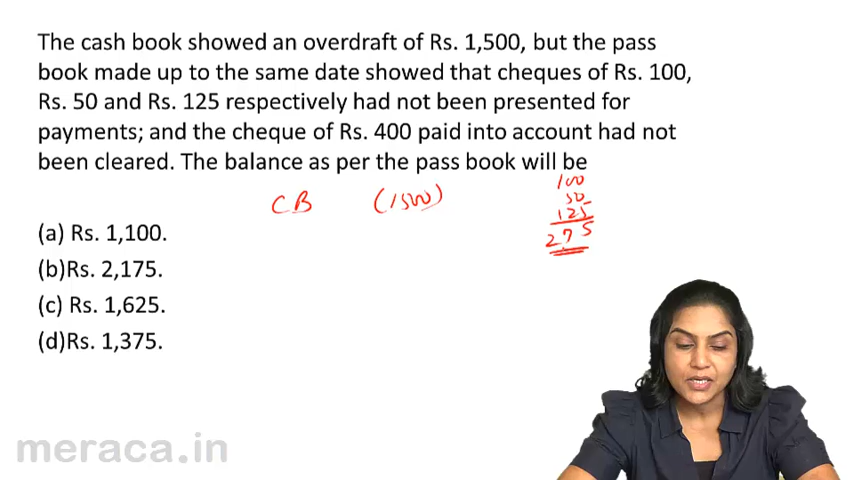 The cash book showed an overdraft of Rs. 1,500, but the pass
book made up to the same date showed that cheques of Rs. 100,
Rs. 50 and Rs. 125 respectively had not been presented for
payments; and the cheque of Rs. 400 paid into account had not
been cleared. The balance as per the pass book will be
CB (1500)
100
50
125
275
(a) Rs. 1,100.
(b)Rs. 2,175.
(c) Rs. 1,625.
(d)Rs. 1,375.
meraca.in